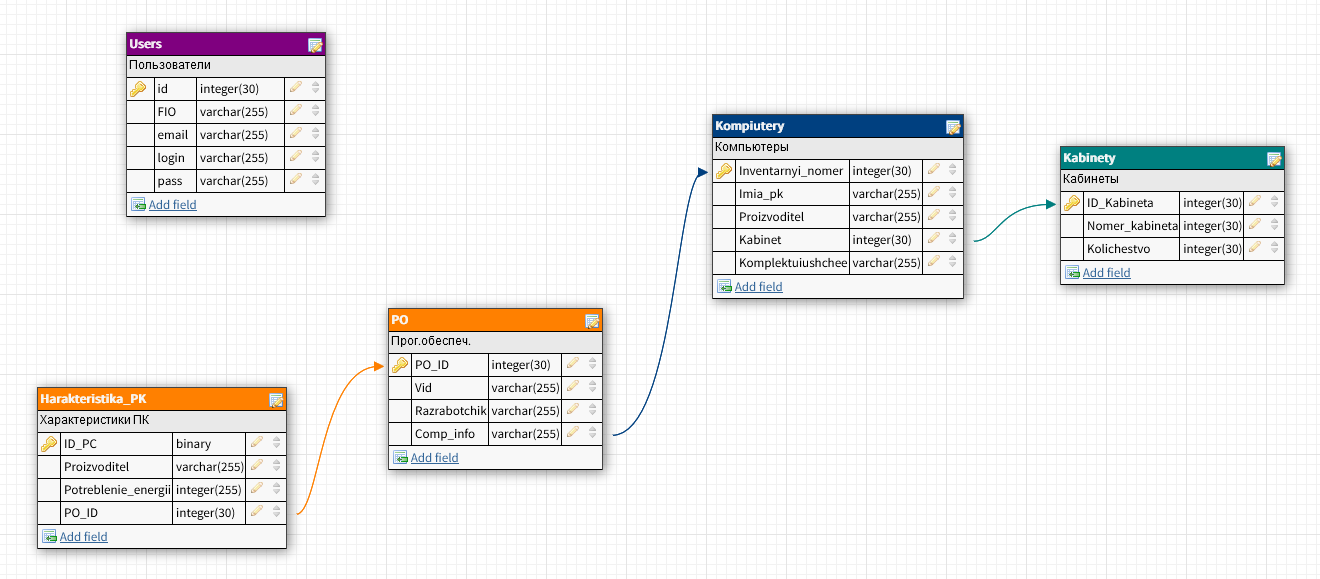 Users
Пользователи
id integer(30)
FIO varchar(255)
email varchar(255)
login varchar(255)
pass varchar(255)
Add field
Kompiutery
Компьютеры
Inventarnyi_nomer integer(30)
Imia_pk varchar(255)
Proizvoditel varchar(255)
Kabinet integer(30)
Komplektuiushchee varchar(255)
Add field
Kabinety
Кабинеты
ID_Kabineta integer(30)
Nomer_kabineta integer(30)
Kolichestvo integer(30)
Add field
PO
Прог.обеспеч.
PO_ID integer(30)
Vid varchar(255)
Razrabotchik varchar(255)
Comp_info varchar(255)
Add field
Harakteristika_PK
Характеристики ПК
ID_PC binary
Proizvoditel varchar(255)
Potreblenie_energii integer(255)
PO_ID integer(30)
Add field